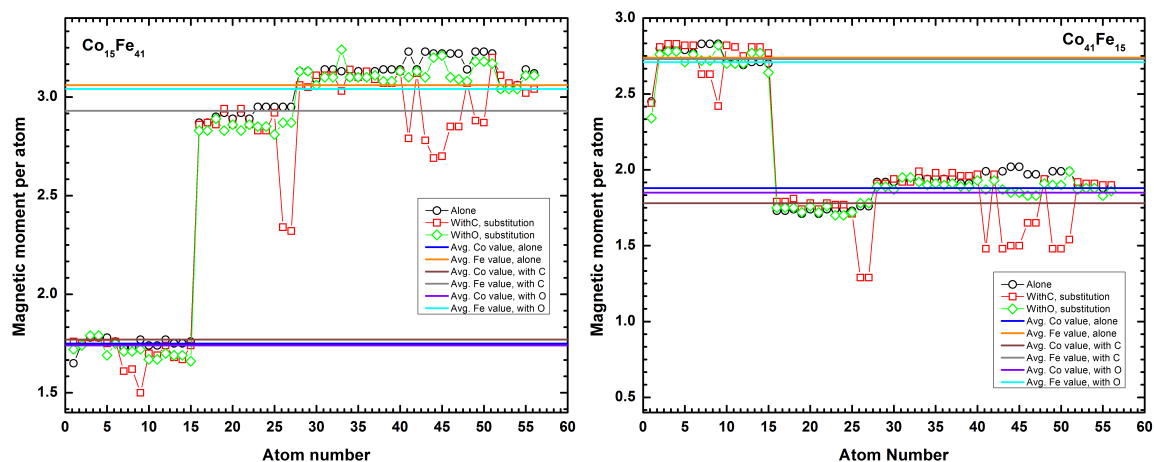 Co15Fe41
Magnetic moment per atom
3.0
2.5
2.0
1.5
Alone
WithC, substitution
WithO, substitution
Avg. Co value, alone
Avg. Fe value, alone
Avg. Co value, with C
Avg. Fe value, with C
Avg. Co value, with O
Avg. Fe value, with O
0 5 10 15 20 25 30 35 40 45 50 55 60
Atom number
Co41Fe15
Magnetic moment per atom
3.0
2.5
2.0
1.5
1.0
0.5
Alone
WithC, substitution
WithO, substitution
Avg. Co value, alone
Avg. Fe value, alone
Avg. Co value, with C
Avg. Fe value, with C
Avg. Co value, with O
Avg. Fe value, with O
0 5 10 15 20 25 30 35 40 45 50 55 60
Atom Number